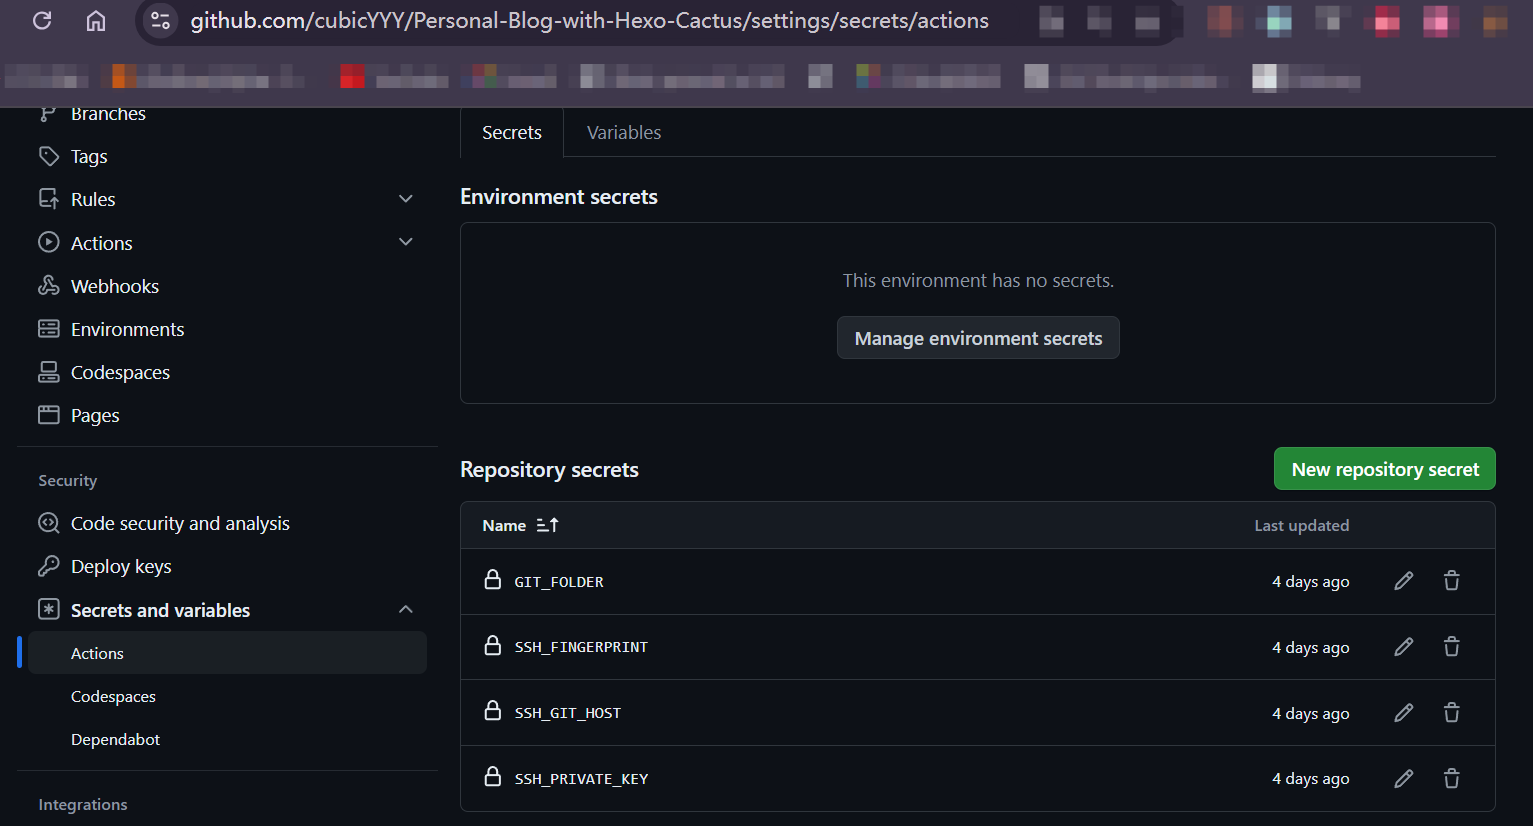 github.com/cubicYYY/Personal-Blog-with-Hexo-Cactus/settings/secrets/actions
Branches
Tags
Rules
Actions
Webhooks
Environments
Codespaces
Pages
Security
Code security and analysis
Deploy keys
Secrets and variables
Actions
Codespaces
Dependabot
Integrations
Secrets Variables
Environment secrets
This environment has no secrets.
Manage environment secrets
Repository secrets
New repository secret
Name Last updated
GIT_FOLDER 4 days ago
SSH_FINGERPRINT 4 days ago
SSH_GIT_HOST 4 days ago
SSH_PRIVATE_KEY 4 days ago